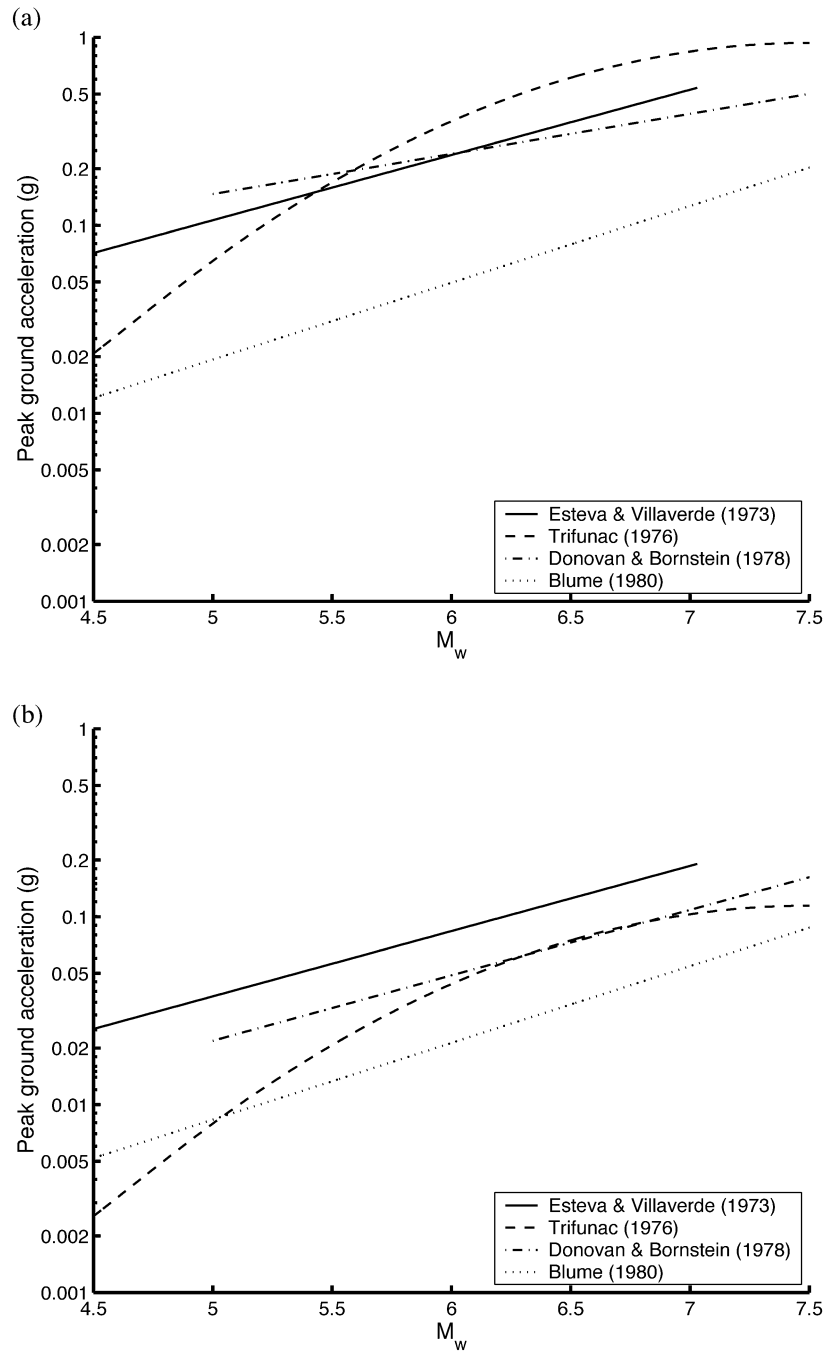 (a)
1
0.5
0.2
0.1
0.05
0.02
0.01
0.005
0.002
0.001
Peak ground acceleration (g)
4.5 5 5.5 6 6.5 7 7.5
M_w
Esteva & Villaverde (1973)
Trifunac (1976)
Donovan & Bornstein (1978)
Blume (1980)
(b)
1
0.5
0.2
0.1
0.05
0.02
0.01
0.005
0.002
0.001
Peak ground acceleration (g)
4.5 5 5.5 6 6.5 7 7.5
M_w
Esteva & Villaverde (1973)
Trifunac (1976)
Donovan & Bornstein (1978)
Blume (1980)